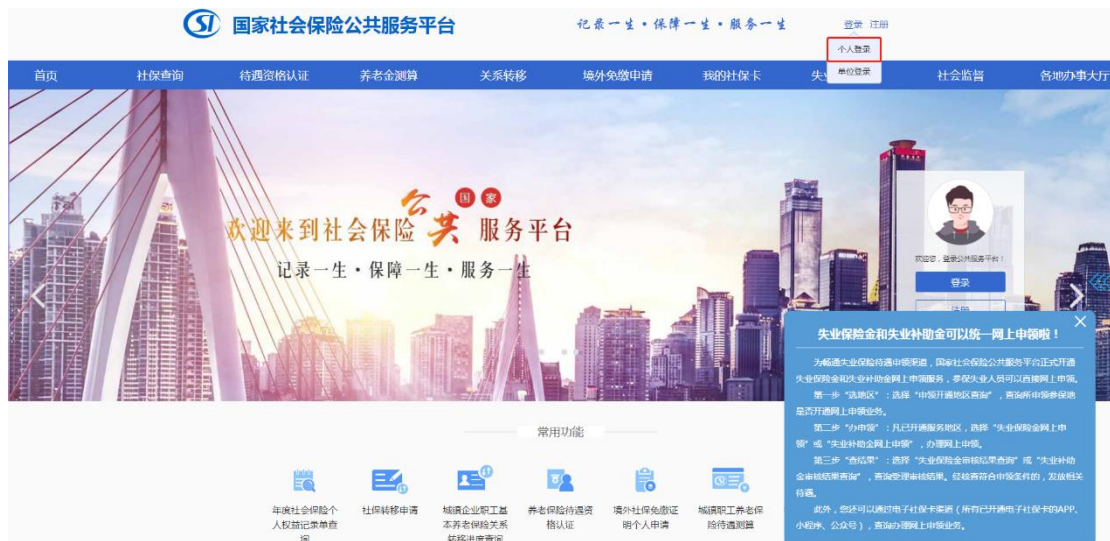 国家社会保险公共服务平台
记录一生·保障一生·服务一生
登录 注册
个人登录
单位登录
首页 社保查询 待遇资格认证 养老金测算 关系转移 境外免缴申请 我的社保卡 失 社会监督 各地办事大厅
欢迎来到社会保险公共服务平台
国家
记录一生·保障一生·服务一生
欢迎您，登录公共服务平台！
登录
注册
失业保险金和失业补助金可以统一网上申领啦！
为畅通失业保险待遇申领渠道，国家社会保险公共服务平台正式开通
失业保险金和失业补助金网上申领服务，参保失业人员可以直接网上申领。
第一步“选地区”：选择“申领开通地区查询”，查询所申领参保地
是否开通网上申领业务。
第二步“办申领”：凡已开通服务地区，选择“失业保险金网上申
领”或“失业补助金网上申领”，办理网上申领。
第三步“查结果”：选择“失业保险金审核结果查询”或“失业补助
金审核结果查询”，查询受理审核结果。经核查符合申领条件的，发放相关
待遇。
此外，您还可以通过电子社保卡渠道（所有已开通电子社保卡的APP、
小程序、公众号），查询办理网上申领业务。
常用功能
年度社会保险个
人权益记录单查
询
社保转移申请
城镇企业职工基
本养老保险关系
转移进度查询
养老保险待遇资
格认证
境外社保免缴证
明个人申请
城镇职工养老保
险待遇测算